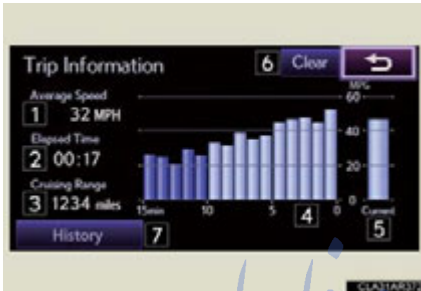 Trip Information
6
Clear
MPG
Average Speed
1
32 MPH
60
Elapsed Time
2
00:17
40
20
Cruising Range
3
1234 miles
0
15min
10
5
0
4
Current
5
History
7
CLA31AR372